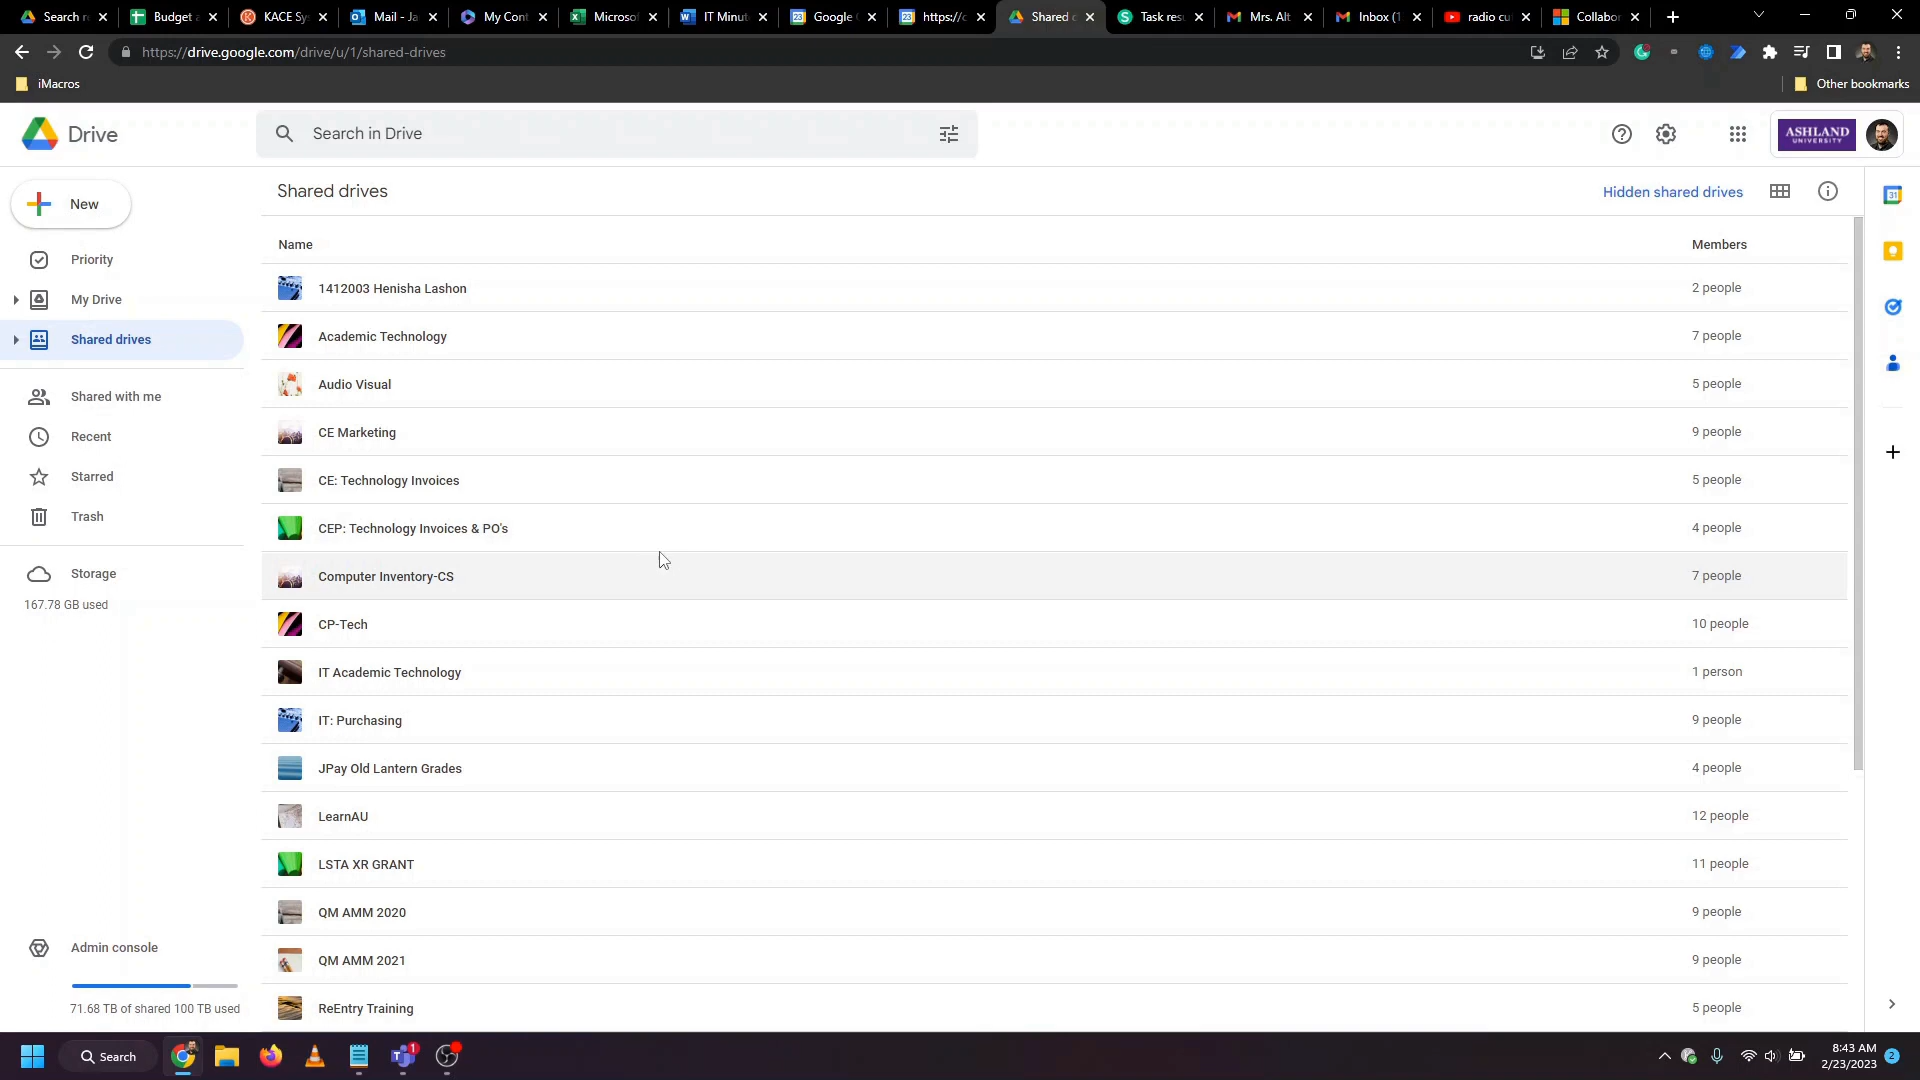 Search r
Budget a
KACE Sy
Mail - Ja
My Cont
Microso
IT Minut
Google
https://c
Shared d
Task res
Mrs. Alt
Inbox (1
radio cu
Collabor
https://drive.google.com/drive/u/1/shared-drives
iMacros
Other bookmarks
Drive
Search in Drive
ASHLAND
UNIVERSITY
New
Shared drives
Hidden shared drives
31
Name
Members
Priority
My Drive
Shared drives
Shared with me
Recent
Starred
Trash
Storage
167.78 GB used
1412003 Henisha Lashon
2 people
Academic Technology
7 people
Audio Visual
5 people
CE Marketing
9 people
CE: Technology Invoices
5 people
CEP: Technology Invoices & PO's
4 people
Computer Inventory-CS
7 people
CP-Tech
10 people
IT Academic Technology
1 person
IT: Purchasing
9 people
JPay Old Lantern Grades
4 people
LearnAU
12 people
LSTA XR GRANT
11 people
QM AMM 2020
9 people
QM AMM 2021
9 people
ReEntry Training
5 people
Admin console
71.68 TB of shared 100 TB used
Search
1
8:43 AM
2/23/2023
2